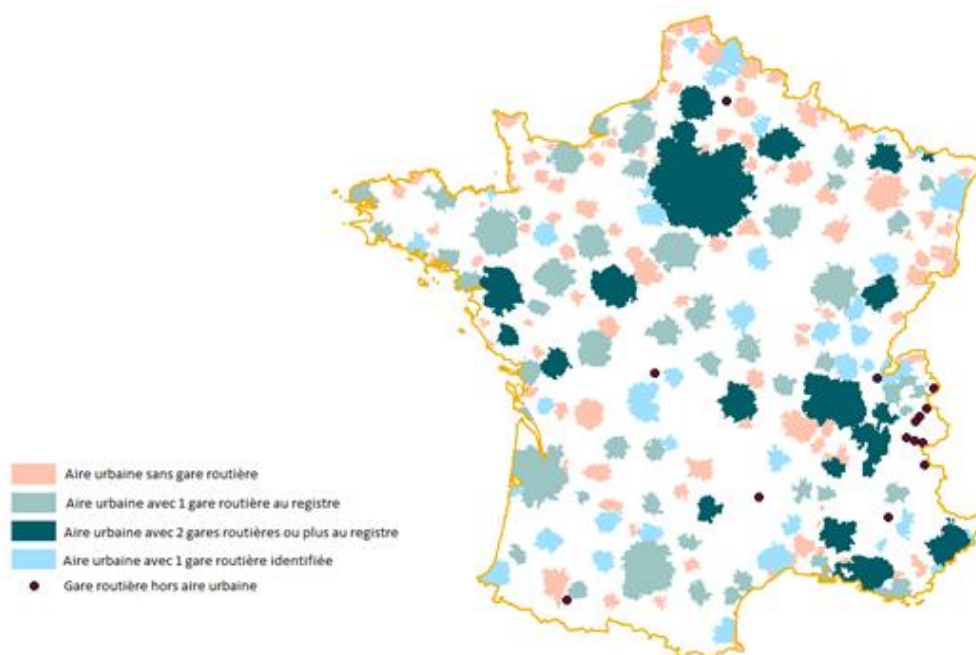 Aire urbaine sans gare routière
Aire urbaine avec 1 gare routière au registre
Aire urbaine avec 2 gares routières ou plus au registre
Aire urbaine avec 1 gare routière identifiée
Gare routière hors aire urbaine